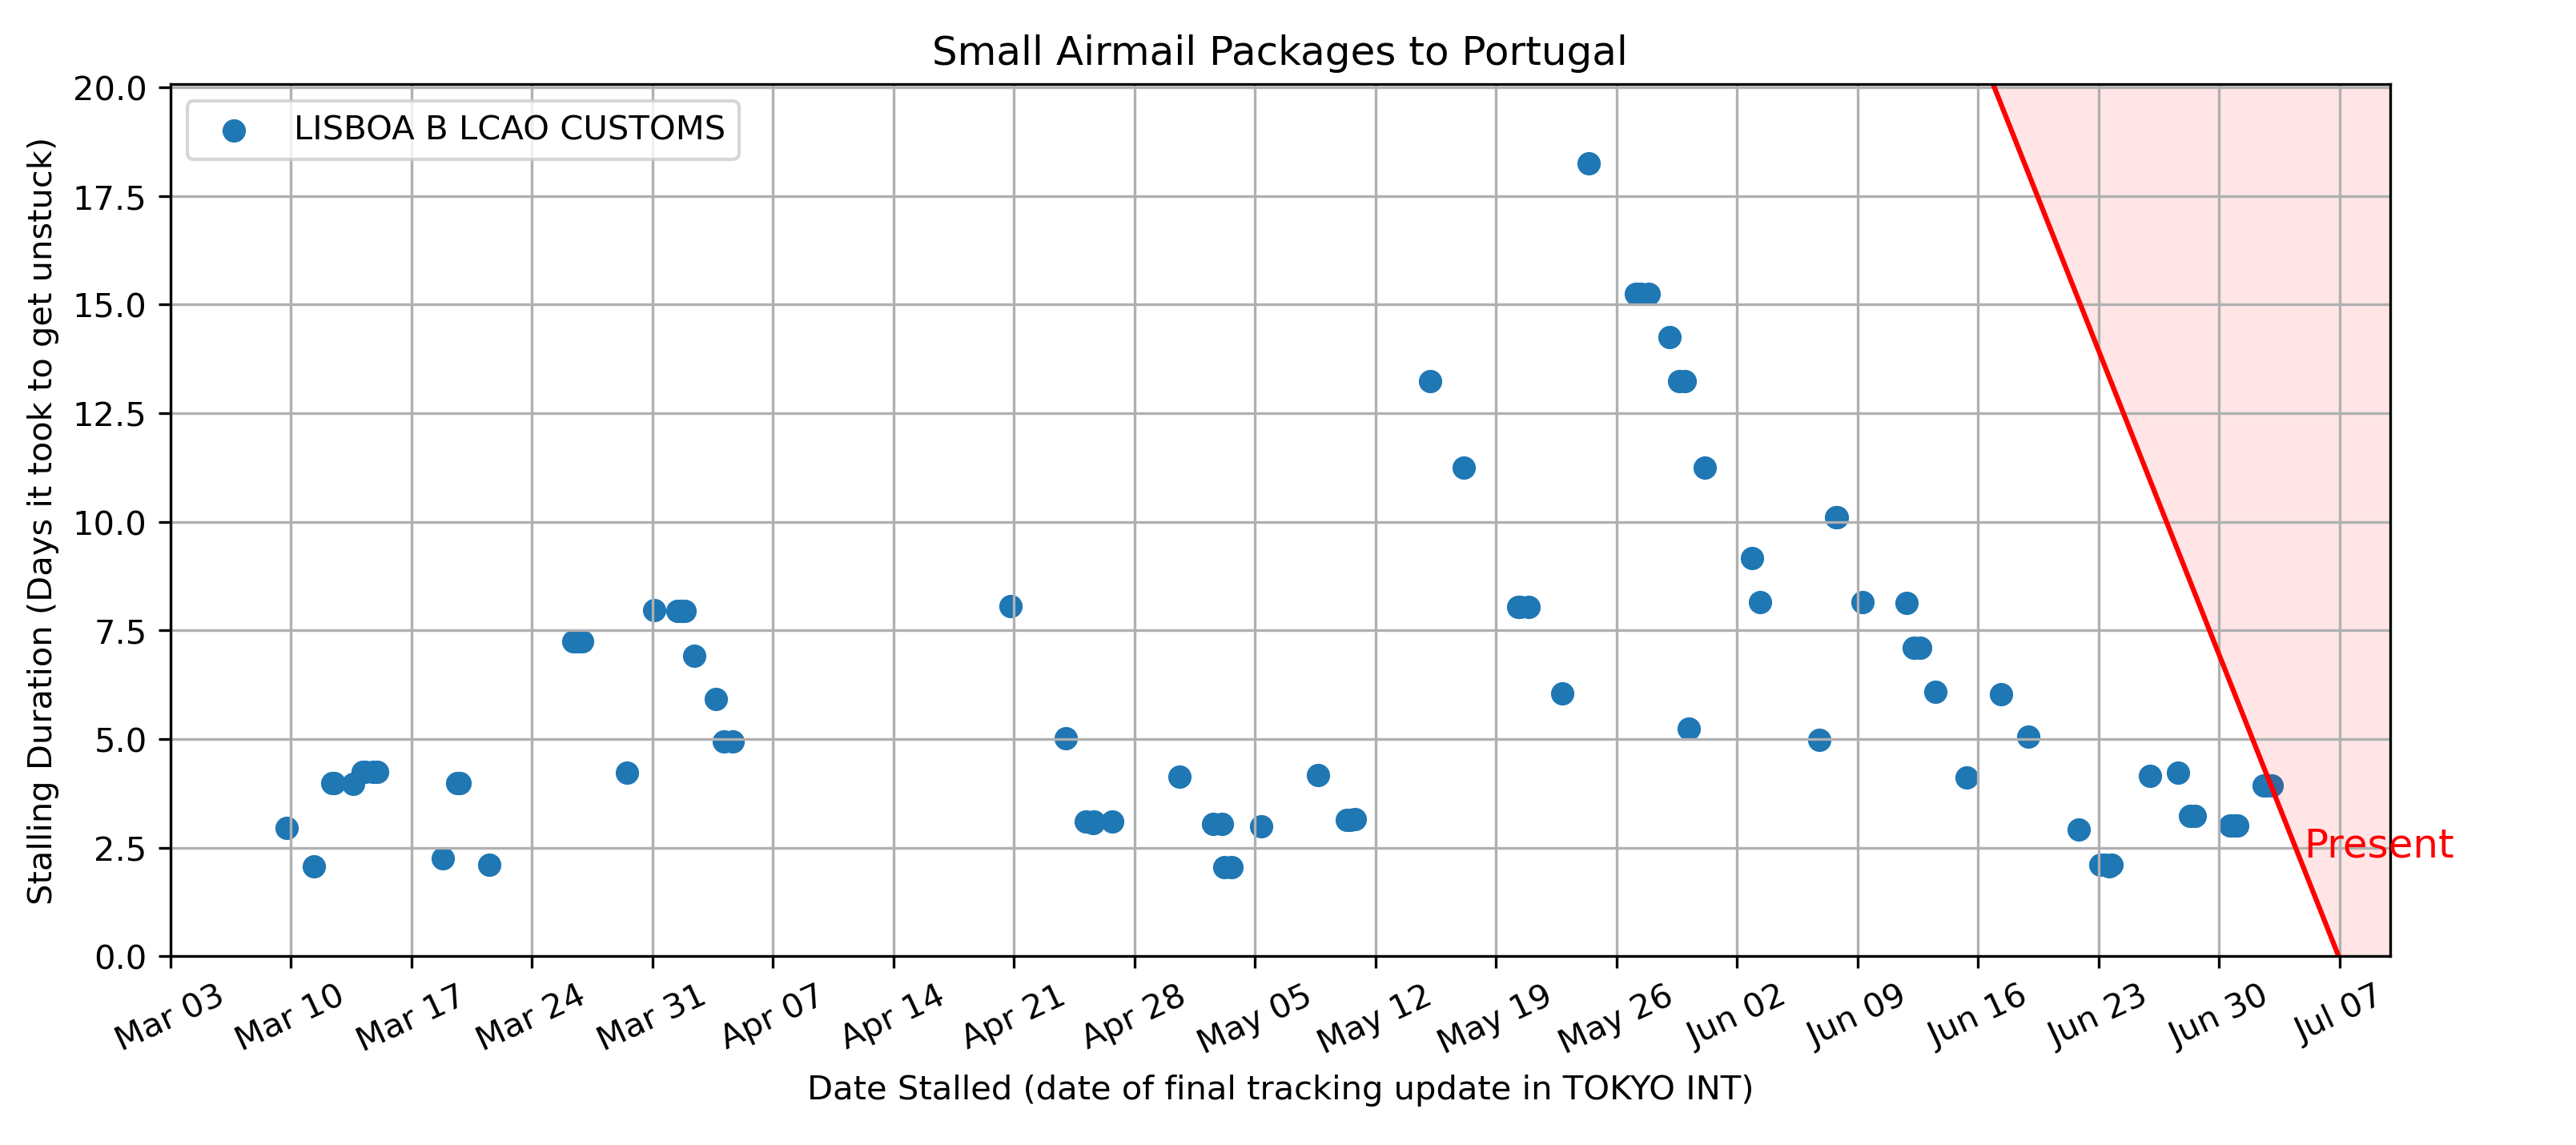 Small Airmail Packages to Portugal
LISBOA B LCAO CUSTOMS
Stalling Duration (Days it took to get unstuck)
20.0
17.5
15.0
12.5
10.0
7.5
5.0
2.5
0.0
Present
Mar 03 Mar 10 Mar 17 Mar 24 Mar 31 Apr 07 Apr 14 Apr 21 Apr 28 May 05 May 12 May 19 May 26 Jun 02 Jun 09 Jun 16 Jun 23 Jun 30 Jul 07
Date Stalled (date of final tracking update in TOKYO INT)